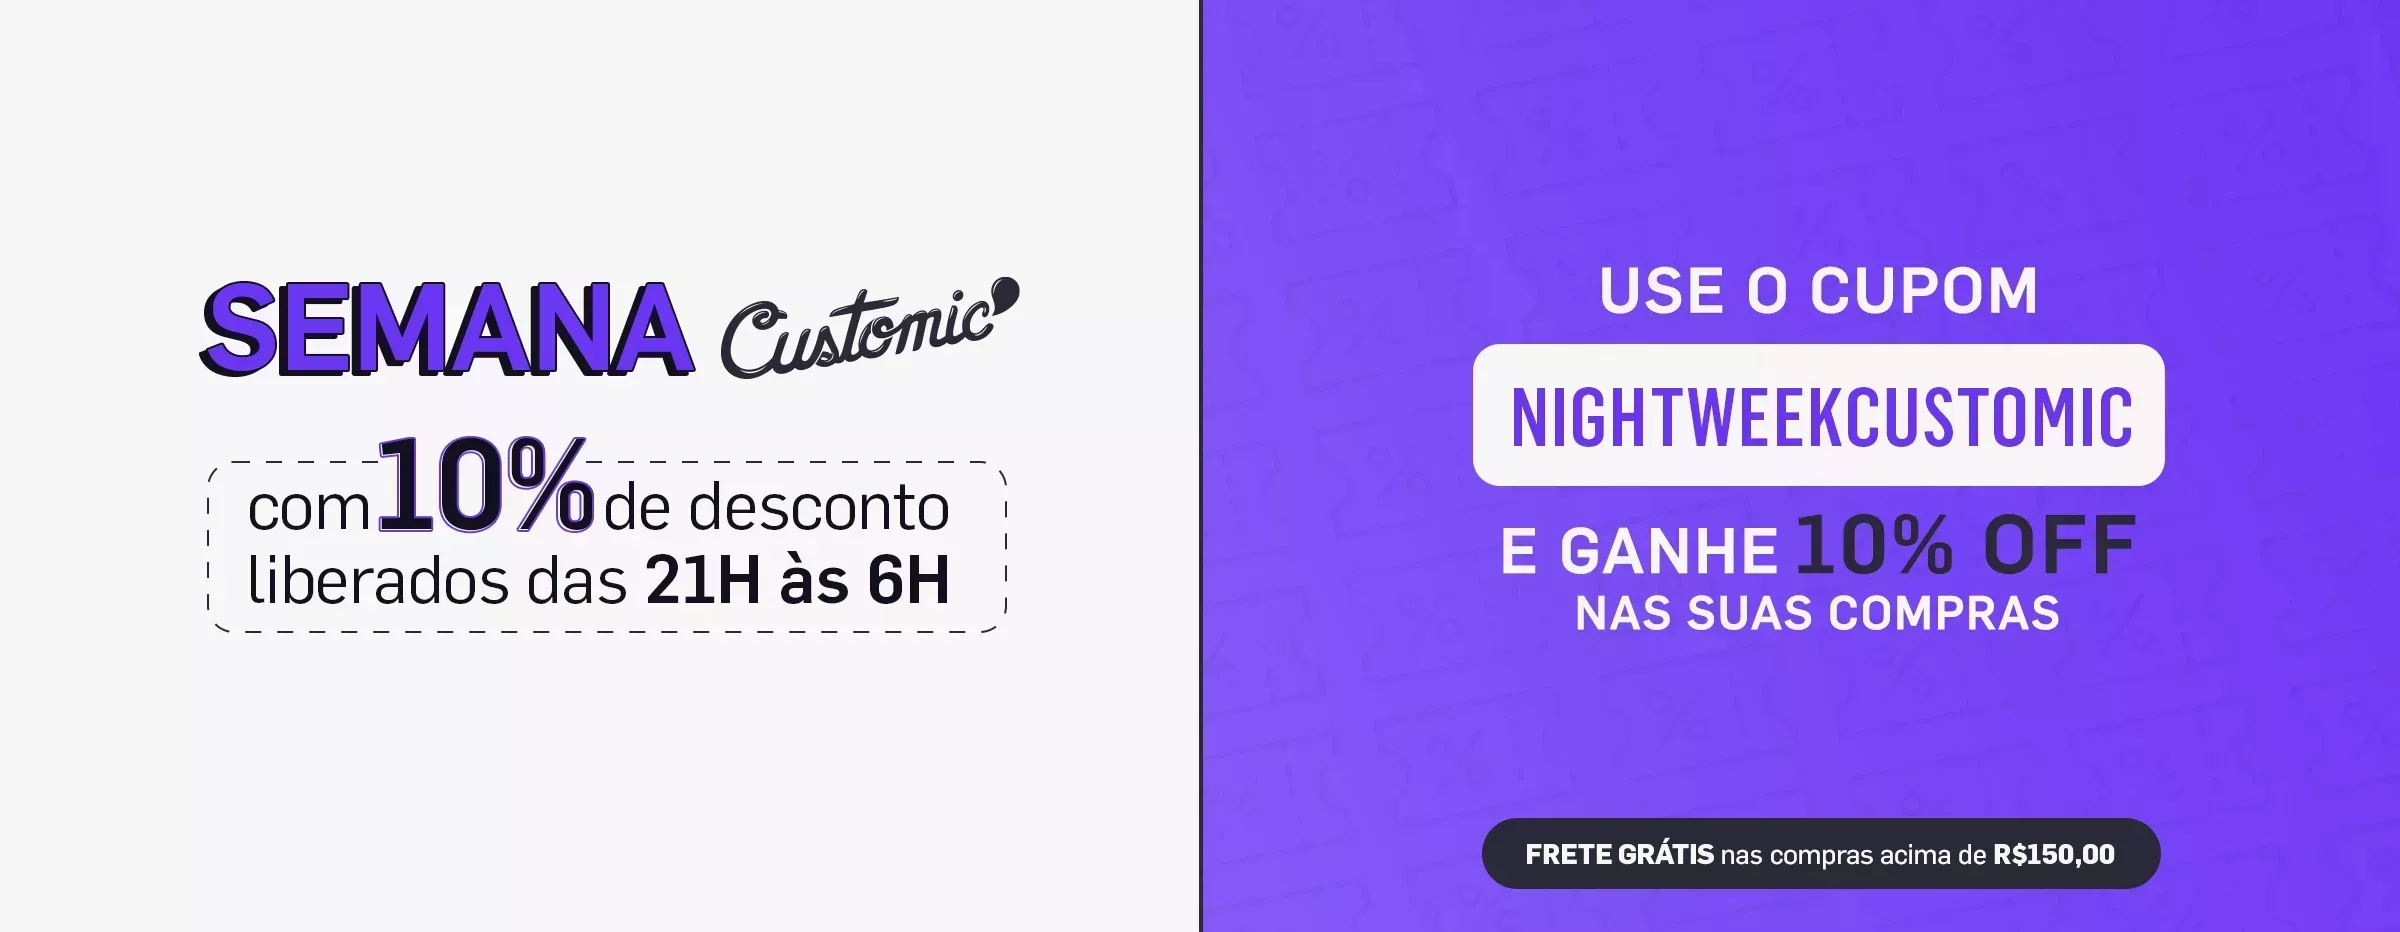 SEMANA Customic
com 10% de desconto
liberados das 21H às 6H
USE O CUPOM
NIGHTWEEKCUSTOMIC
E GANHE 10% OFF
NAS SUAS COMPRAS
FRETE GRÁTIS nas compras acima de R$150,00